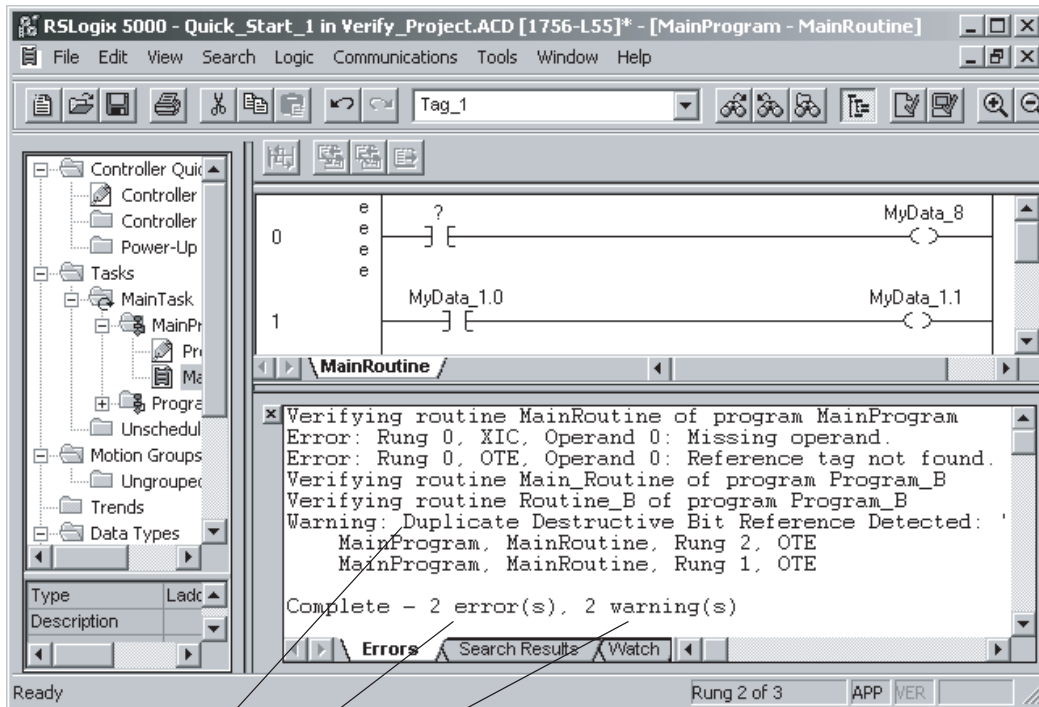 RSLogix 5000 - Quick_Start_1 in Verify_Project.ACD [1756-L55]* - [MainProgram - MainRoutine]
File Edit View Search Logic Communications Tools Window Help
Tag_1
Controller Quic
Controller
Controller
Power-Up
Tasks
MainTask
MainPr
Pro
Ma
Progra
Unschedul
Motion Groups
Ungrouped
Trends
Data Types
Type Ladd
Description
e
e
e
e
0
?
MyData_8
1
MyData_1.0
MyData_1.1
MainRoutine
Verifying routine MainRoutine of program MainProgram
Error: Rung 0, XIC, Operand 0: Missing operand.
Error: Rung 0, OTE, Operand 0: Reference tag not found.
Verifying routine Main_Routine of program Program_B
Verifying routine Routine_B of program Program_B
Warning: Duplicate Destructive Bit Reference Detected: '
MainProgram, MainRoutine, Rung 2, OTE
MainProgram, MainRoutine, Rung 1, OTE
Complete - 2 error(s), 2 warning(s)
Errors Search Results Watch
Ready
Rung 2 of 3 APP VER